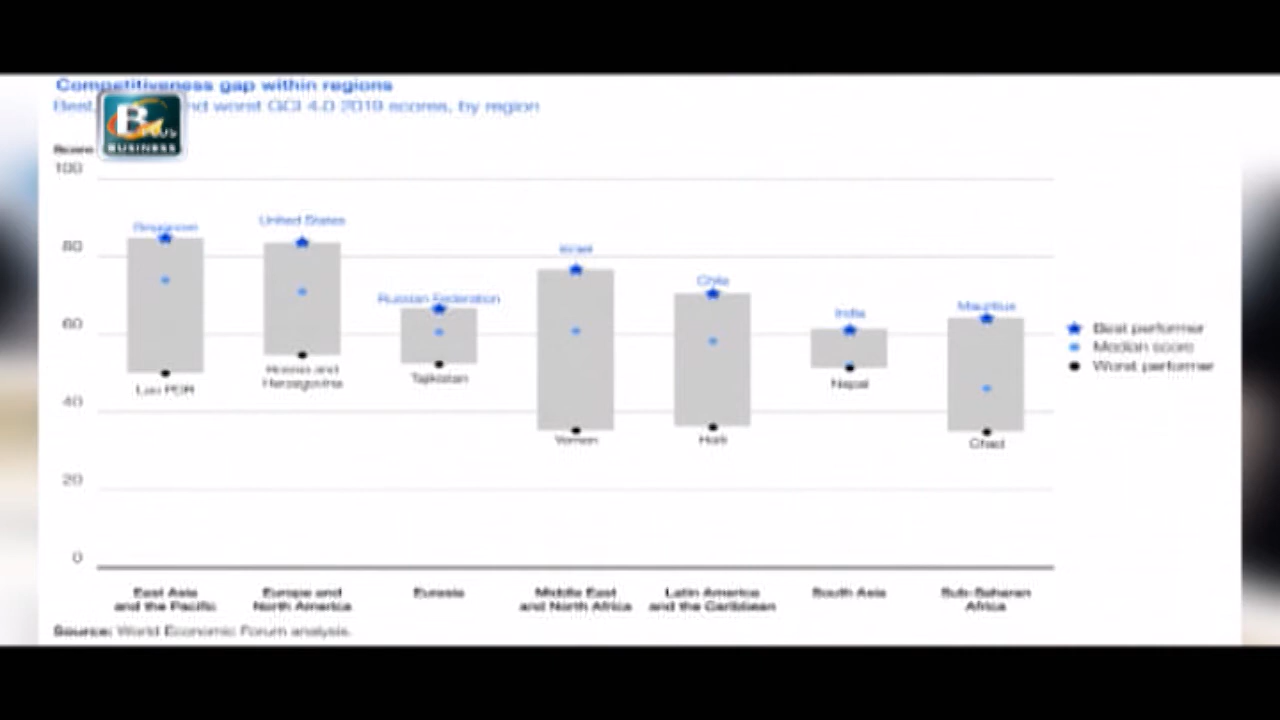 Competitiveness gap within regions
Best, nd worst GCI 4.0 2019 scores, by region
B
PLUS
BUSINESS
Score
100
80
60
40
20
0
Singapore
United States
Russian Federation
Israel
Chile
India
Mauritius
Lao PDR
Bosnia and
Herzegovina
Tajikistan
Yemen
Haiti
Nepal
Chad
Best performer
Median score
Worst performer
East Asia
and the Pacific
Europe and
North America
Eurasia
Middle East
and North Africa
Latin America
and the Caribbean
South Asia
Sub-Saharan
Africa
Source: World Economic Forum analysis.